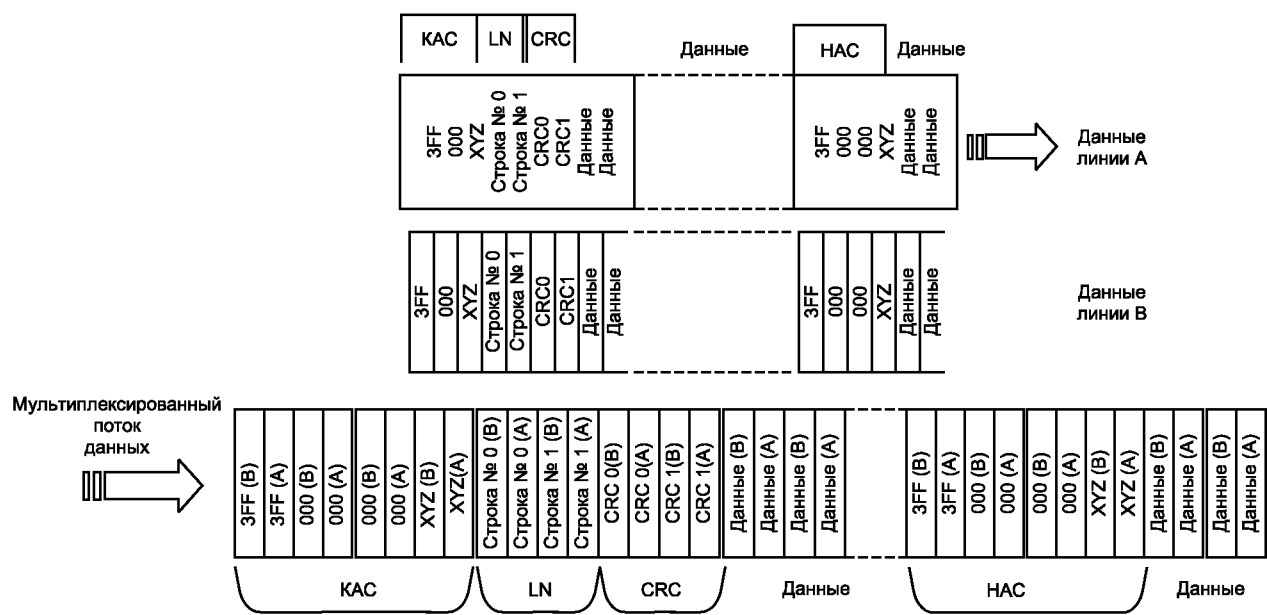 КАС LN CRC Данные НАС Данные
3FF
000
XYZ
Строка № 0
Строка № 1
CRC0
CRC1
Данные
Данные
3FF
000
000
XYZ
Данные
Данные
Данные
линии А
3FF
000
XYZ
Строка № 0
Строка № 1
CRC0
CRC1
Данные
Данные
3FF
000
000
XYZ
Данные
Данные
Данные
линии В
Мультиплексированный
поток
данных
3FF (B)
3FF (A)
000 (B)
000 (A)
000 (B)
000 (A)
XYZ (B)
XYZ(A)
Строка № 0 (B)
Строка № 0 (A)
Строка № 1 (B)
Строка № 1 (A)
CRC 0(B)
CRC 0(A)
CRC 1(B)
CRC 1(A)
Данные (B)
Данные (A)
Данные (B)
Данные (A)
3FF (B)
3FF (A)
000 (B)
000 (A)
000 (B)
000 (A)
XYZ (B)
XYZ (A)
Данные (B)
Данные (A)
Данные (B)
Данные (A)
КАС LN CRC Данные НАС Данные